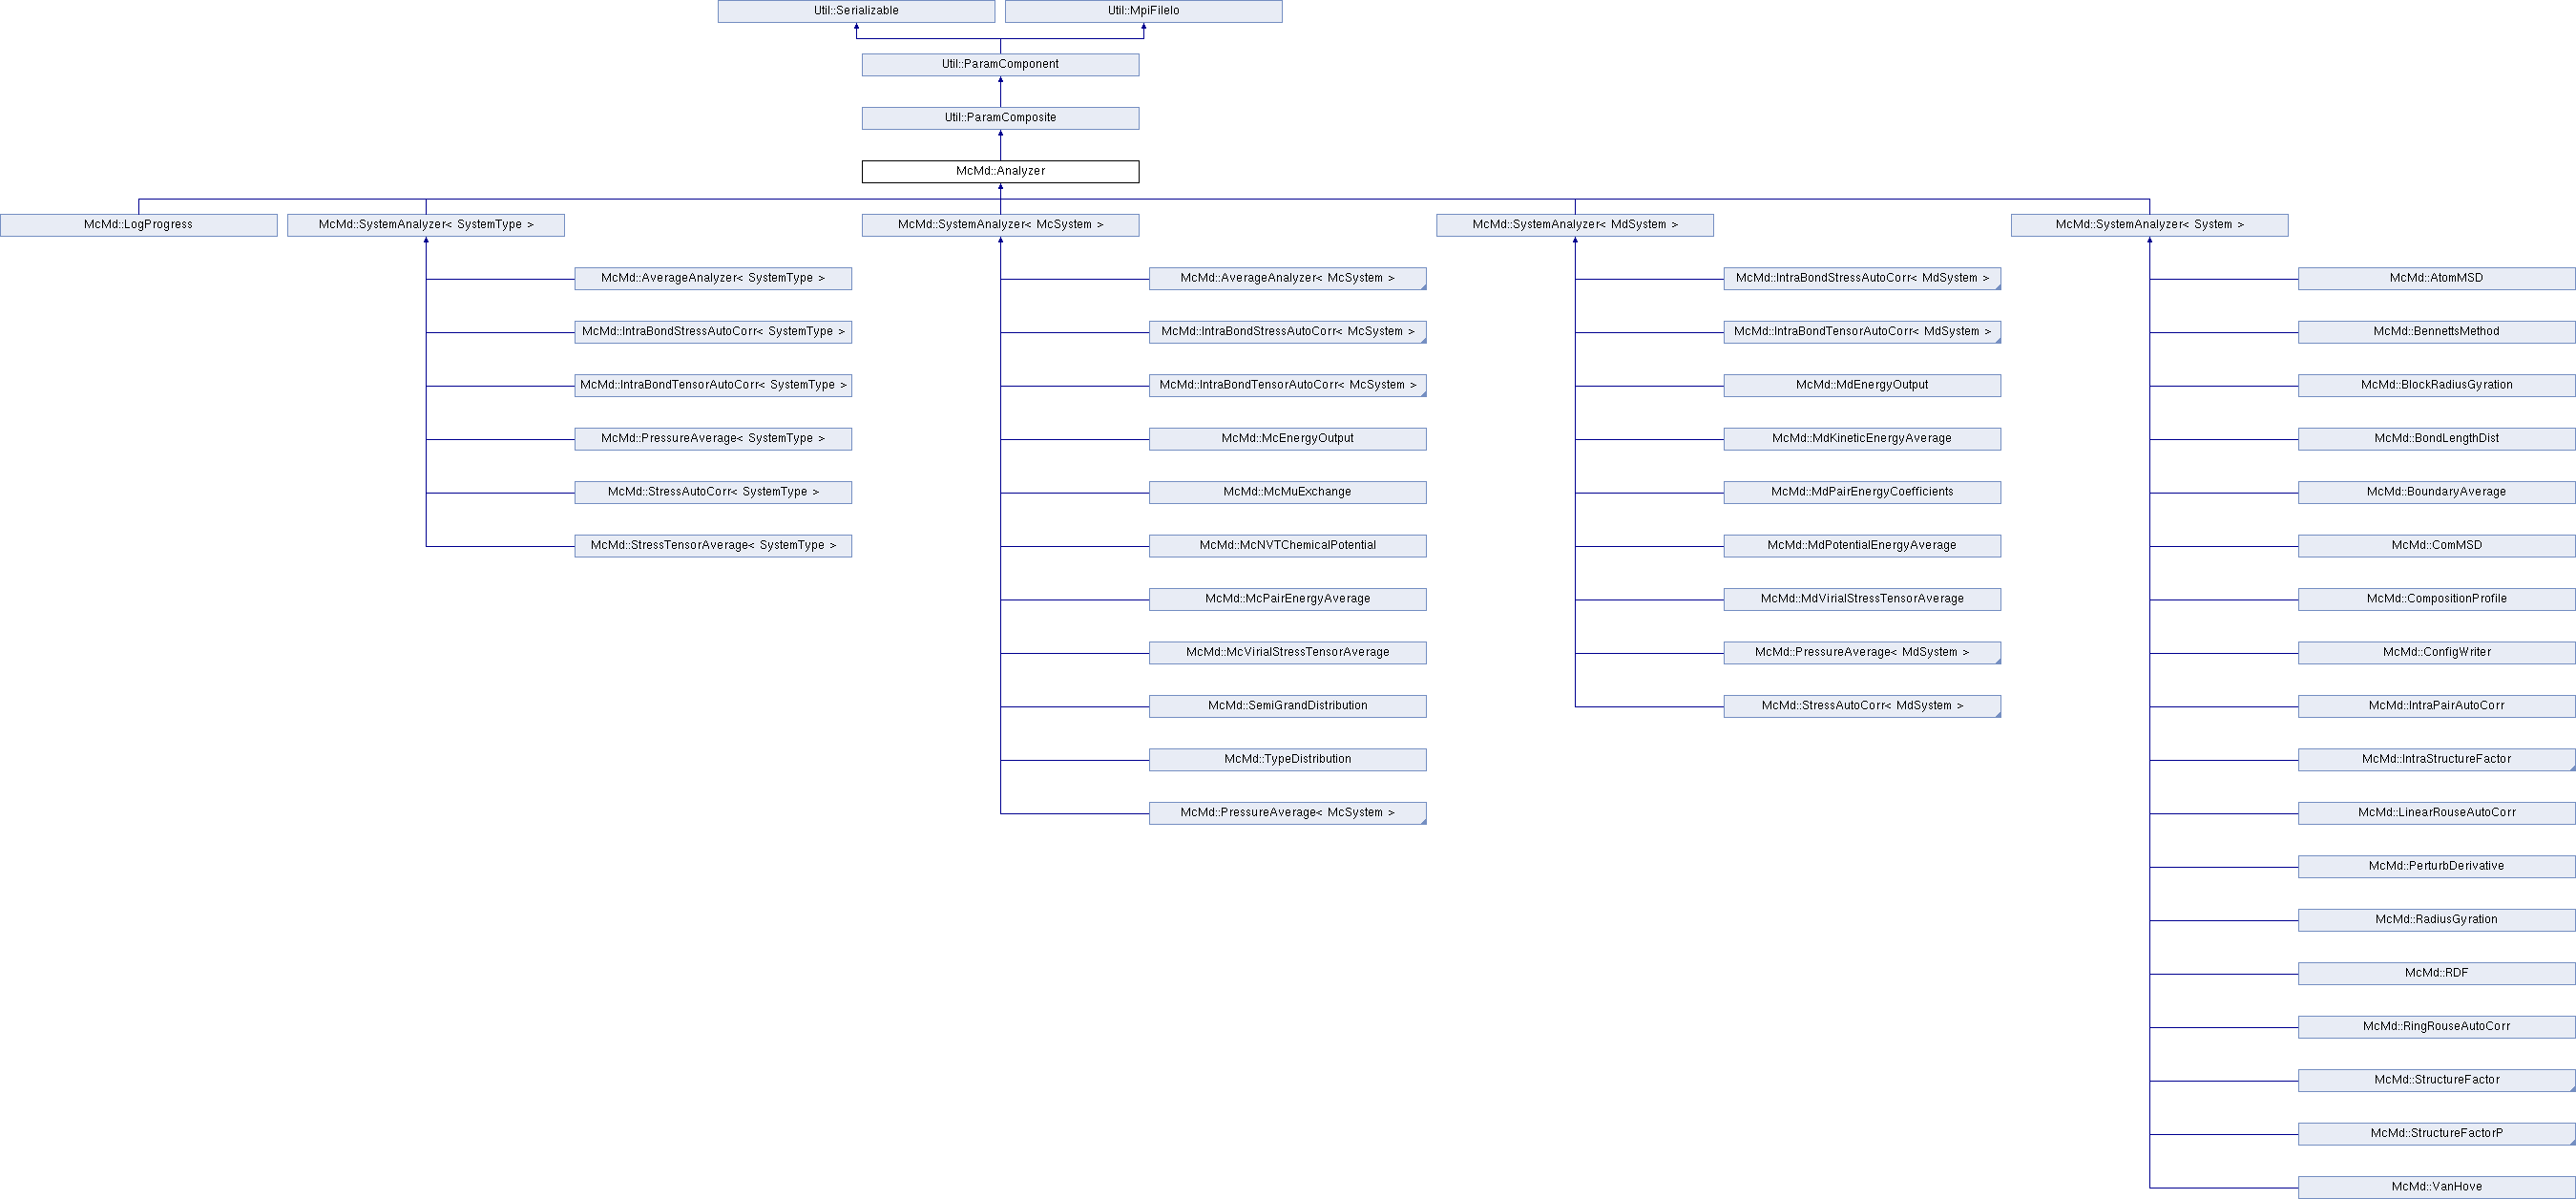 Util::Serializable
Util::MpiFileIo
Util::ParamComponent
Util::ParamComposite
McMd::Analyzer
McMd::LogProgress
McMd::SystemAnalyzer< SystemType >
McMd::SystemAnalyzer< McSystem >
McMd::SystemAnalyzer< MdSystem >
McMd::SystemAnalyzer< System >
McMd::AverageAnalyzer< SystemType >
McMd::IntraBondStressAutoCorr< SystemType >
McMd::IntraBondTensorAutoCorr< SystemType >
McMd::PressureAverage< SystemType >
McMd::StressAutoCorr< SystemType >
McMd::StressTensorAverage< SystemType >
McMd::AverageAnalyzer< McSystem >
McMd::IntraBondStressAutoCorr< McSystem >
McMd::IntraBondTensorAutoCorr< McSystem >
McMd::McEnergyOutput
McMd::McMuExchange
McMd::McNVTChemicalPotential
McMd::McPairEnergyAverage
McMd::McVirialStressTensorAverage
McMd::SemiGrandDistribution
McMd::TypeDistribution
McMd::PressureAverage< McSystem >
McMd::IntraBondStressAutoCorr< MdSystem >
McMd::IntraBondTensorAutoCorr< MdSystem >
McMd::MdEnergyOutput
McMd::MdKineticEnergyAverage
McMd::MdPairEnergyCoefficients
McMd::MdPotentialEnergyAverage
McMd::MdVirialStressTensorAverage
McMd::PressureAverage< MdSystem >
McMd::StressAutoCorr< MdSystem >
McMd::AtomMSD
McMd::BennettsMethod
McMd::BlockRadiusGyration
McMd::BondLengthDist
McMd::BoundaryAverage
McMd::ComMSD
McMd::CompositionProfile
McMd::ConfigWriter
McMd::IntraPairAutoCorr
McMd::IntraStructureFactor
McMd::LinearRouseAutoCorr
McMd::PerturbDerivative
McMd::RadiusGyration
McMd::RDF
McMd::RingRouseAutoCorr
McMd::StructureFactor
McMd::StructureFactorP
McMd::VanHove